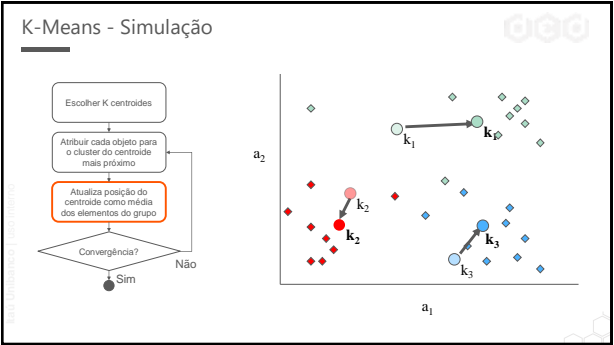 K-Means - Simulação
Escolher K centroides
Atribuir cada objeto para
o cluster do centroide
mais próximo
Atualiza posição do
centroide como média
dos elementos do grupo
Convergência?
Não
Sim
a2
k1
k1
k2
k2
k3
k3
a1